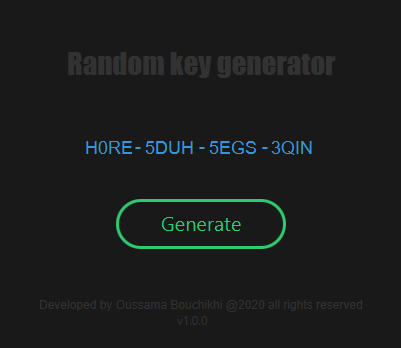 Random key generator
H0RE - 5DUH - 5EGS - 3QIN
Generate
Developed by Oussama Bouchikhi @2020 all rights reserved
v1.0.0